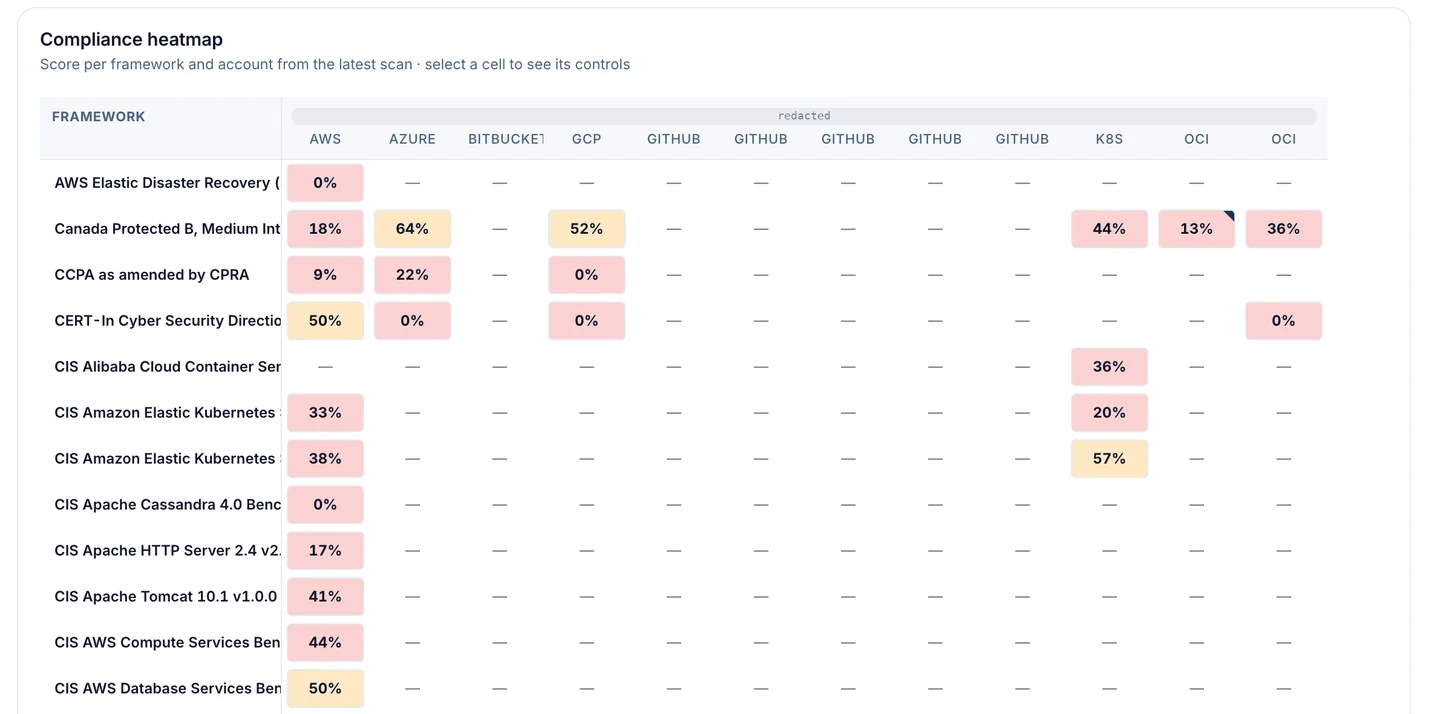 Compliance heatmap
Score per framework and account from the latest scan · select a cell to see its controls
FRAMEWORK
redacted
AWS AZURE BITBUCKET GCP GITHUB GITHUB GITHUB GITHUB GITHUB K8S OCI OCI
AWS Elastic Disaster Recovery ( 0% — — — — — — — — — — —
Canada Protected B, Medium Int 18% 64% — 52% — — — — — 44% 13% 36%
CCPA as amended by CPRA 9% 22% — 0% — — — — — — — —
CERT-In Cyber Security Directio 50% 0% — 0% — — — — — — — 0%
CIS Alibaba Cloud Container Ser — — — — — — — — — 36% — —
CIS Amazon Elastic Kubernetes 33% — — — — — — — — 20% — —
CIS Amazon Elastic Kubernetes 38% — — — — — — — — 57% — —
CIS Apache Cassandra 4.0 Benc 0% — — — — — — — — — — —
CIS Apache HTTP Server 2.4 v2. 17% — — — — — — — — — — —
CIS Apache Tomcat 10.1 v1.0.0 41% — — — — — — — — — — —
CIS AWS Compute Services Ben 44% — — — — — — — — — — —
CIS AWS Database Services Ben 50% — — — — — — — — — — —